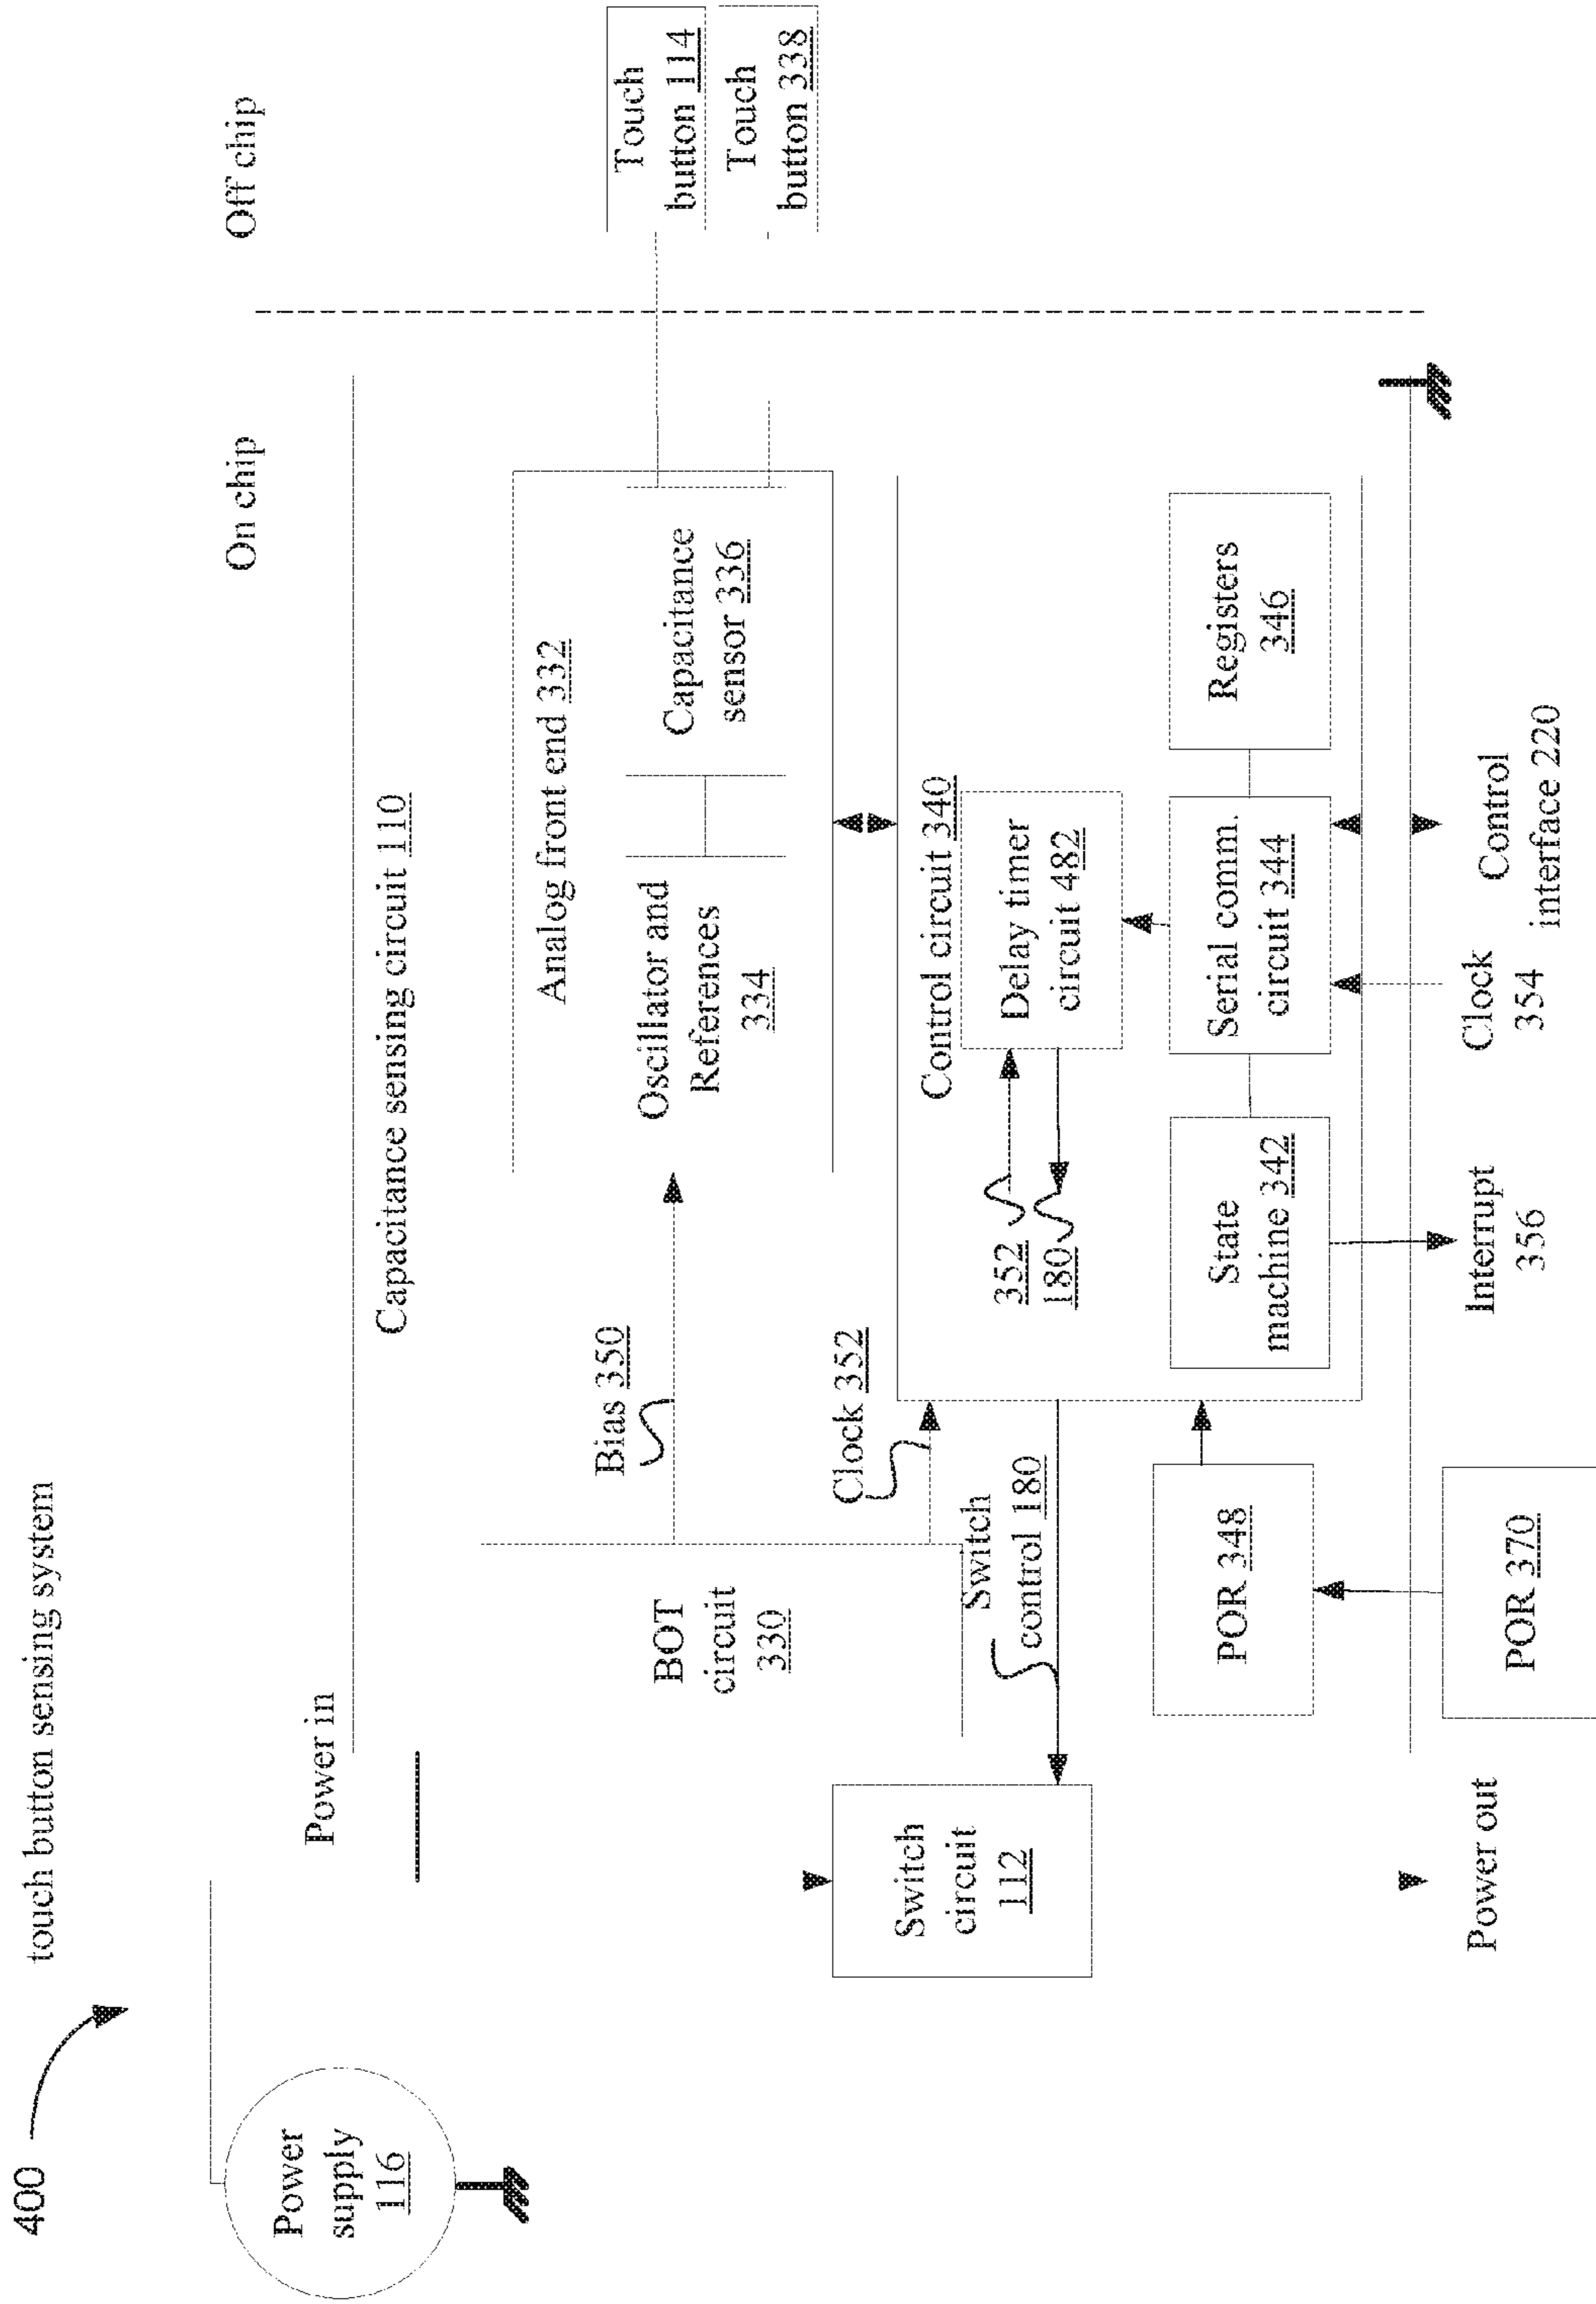 400
touch button sensing system
Power
supply
116
Power in
On chip
Off chip
Capacitance sensing circuit 110
BOT
circuit
330
Bias 350
Analog front end 332
Oscillator and
References
334
Capacitance
sensor 336
Touch
button 114
Touch
button 338
Clock 352
Switch
control 180
Switch
circuit
112
Control circuit 340
352
180
Delay timer
circuit 482
State
machine 342
Serial comm.
circuit 344
Registers
346
POR 348
POR 370
Power out
Interrupt
356
Clock
354
Control
interface 220